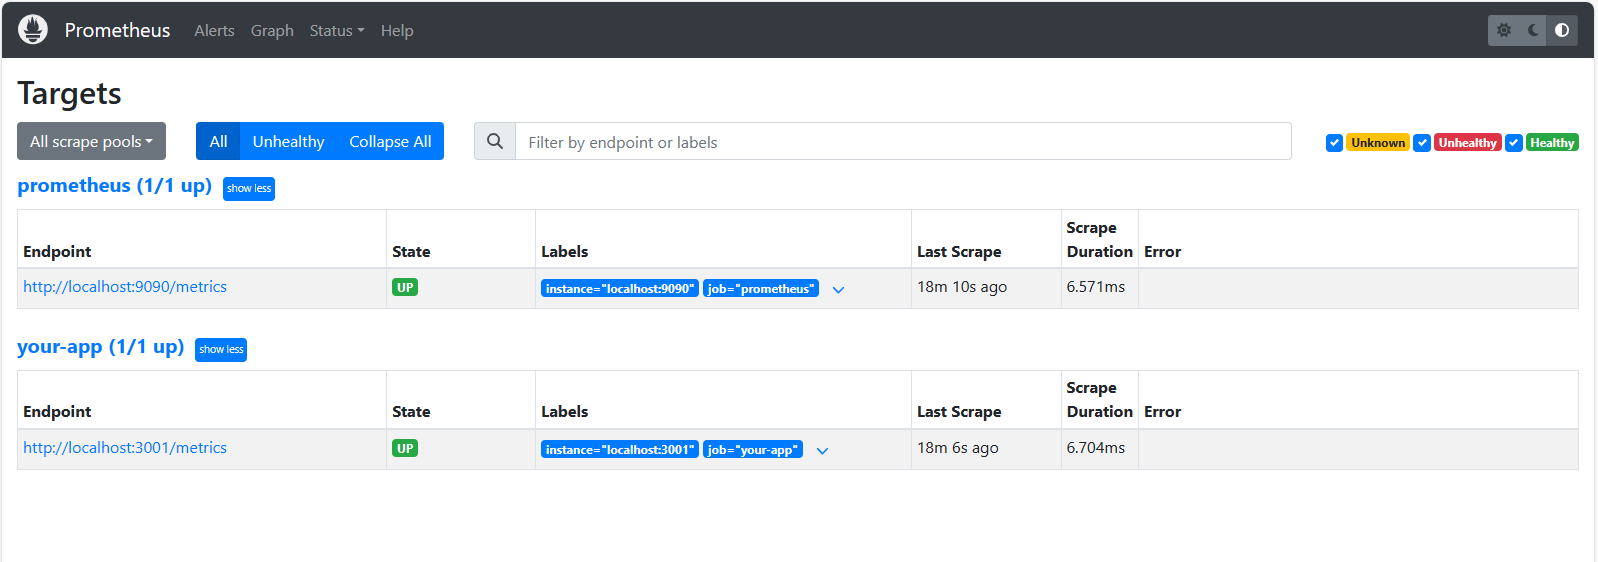 Prometheus Alerts Graph Status Help
Targets
All scrape pools All Unhealthy Collapse All Filter by endpoint or labels Unknown Unhealthy Healthy
prometheus (1/1 up) show less
Endpoint State Labels Last Scrape Scrape Duration Error
http://localhost:9090/metrics UP instance="localhost:9090" job="prometheus" 18m 10s ago 6.571ms
your-app (1/1 up) show less
Endpoint State Labels Last Scrape Scrape Duration Error
http://localhost:3001/metrics UP instance="localhost:3001" job="your-app" 18m 6s ago 6.704ms